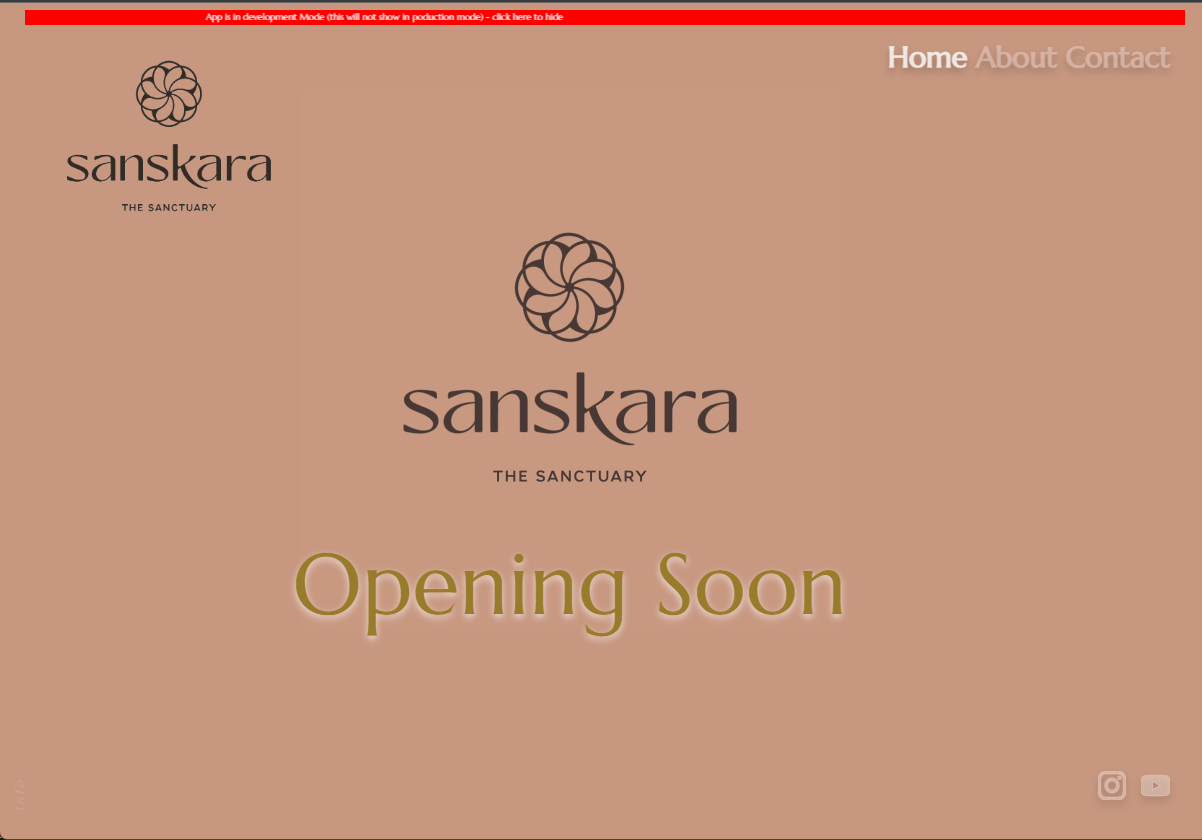 App is in development Mode (this will not show in poduction mode) - click here to hide
Home About Contact
sanskara
THE SANCTUARY
sanskara
THE SANCTUARY
Opening Soon
info